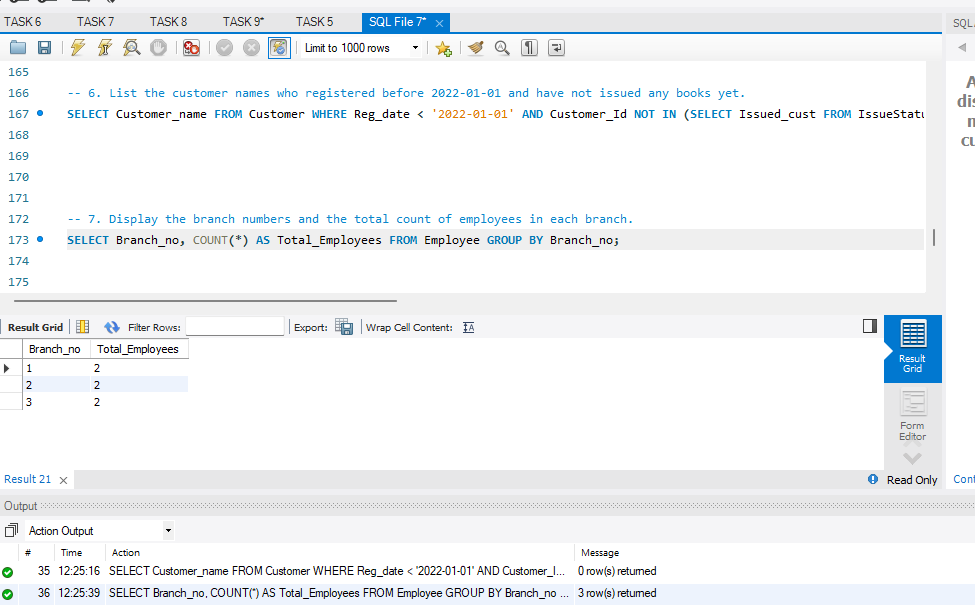 TASK 6 TASK 7 TASK 8 TASK 9* TASK 5 SQL File 7* × SQL
Limit to 1000 rows
165
166 -- 6. List the customer names who registered before 2022-01-01 and have not issued any books yet.
167 SELECT Customer_name FROM Customer WHERE Reg_date < '2022-01-01' AND Customer_Id NOT IN (SELECT Issued_cust FROM IssueStatu
168
169
170
171
172 -- 7. Display the branch numbers and the total count of employees in each branch.
173 SELECT Branch_no, COUNT(*) AS Total_Employees FROM Employee GROUP BY Branch_no;
174
175
A
dis
cu
Result Grid Filter Rows: Export: Wrap Cell Content: IA
Branch_no Total_Employees
1 2
2 2
3 2
Result
Grid
Form
Editor
Result 21 × Read Only Cont
Output
Action Output
# Time Action Message
35 12:25:16 SELECT Customer_name FROM Customer WHERE Reg_date < '2022-01-01' AND Customer_I... 0 row(s) returned
36 12:25:39 SELECT Branch_no, COUNT(*) AS Total_Employees FROM Employee GROUP BY Branch_no ... 3 row(s) returned